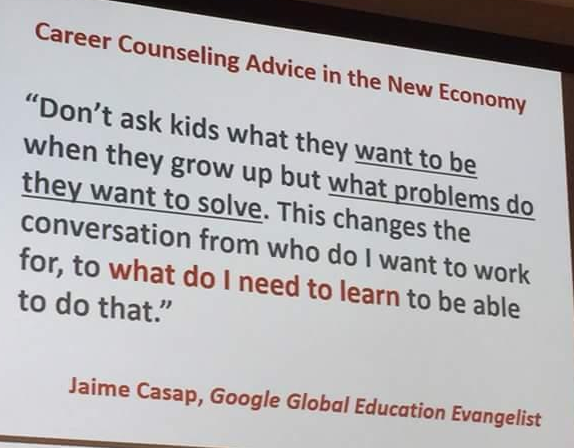 Career Counseling Advice in the New Economy
“Don’t ask kids what they want to be
when they grow up but what problems do
they want to solve. This changes the
conversation from who do I want to work
for, to what do I need to learn to be able
to do that.”
Jaime Casap, Google Global Education Evangelist